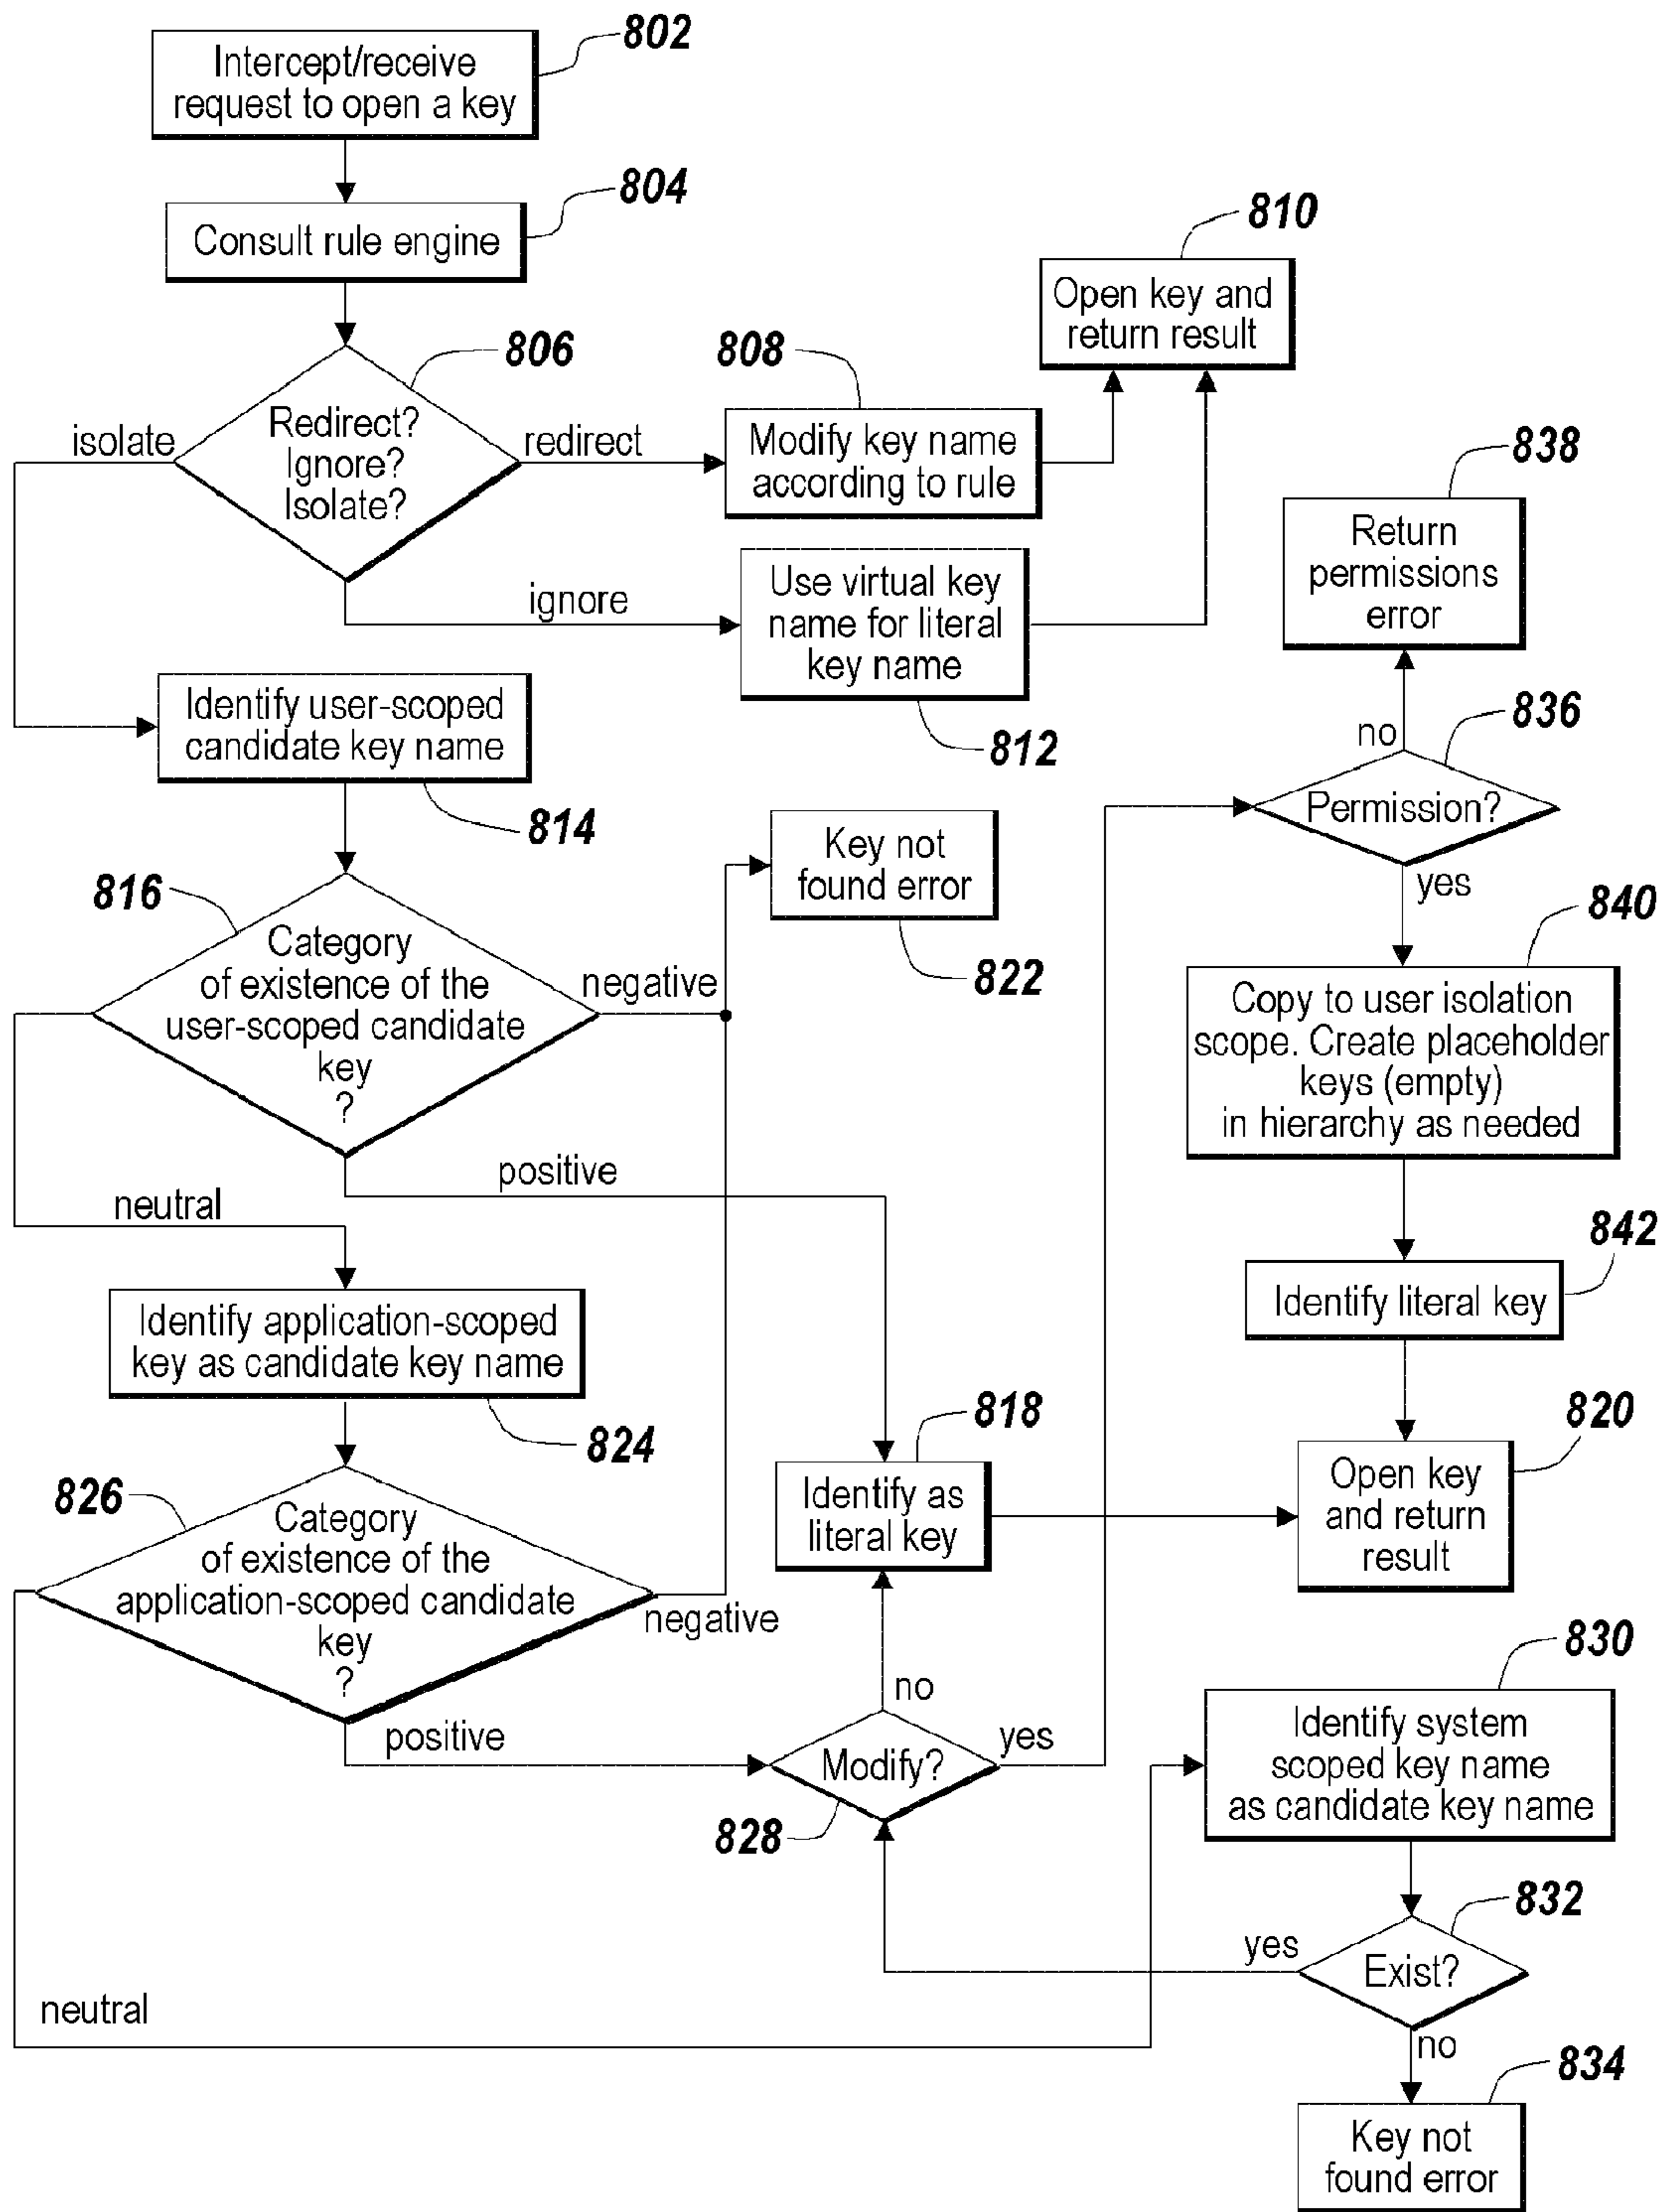 802
Intercept/receive
request to open a key
804
Consult rule engine
810
Open key and
return result
806
Redirect?
Ignore?
Isolate?
isolate
redirect
ignore
808
Modify key name
according to rule
838
Return
permissions
error
Use virtual key
name for literal
key name
812
Identify user-scoped
candidate key name
814
836
no
Permission?
yes
Key not
found error
822
816
Category
of existence of the
user-scoped candidate
key
?
negative
positive
neutral
840
Copy to user isolation
scope. Create placeholder
keys (empty)
in hierarchy as needed
842
Identify literal key
Identify application-scoped
key as candidate key name
824
818
Identify as
literal key
820
Open key
and return
result
826
Category
of existence of the
application-scoped candidate
key
?
negative
positive
neutral
no
Modify?
yes
828
830
Identify system
scoped key name
as candidate key name
832
yes
Exist?
no
834
Key not
found error